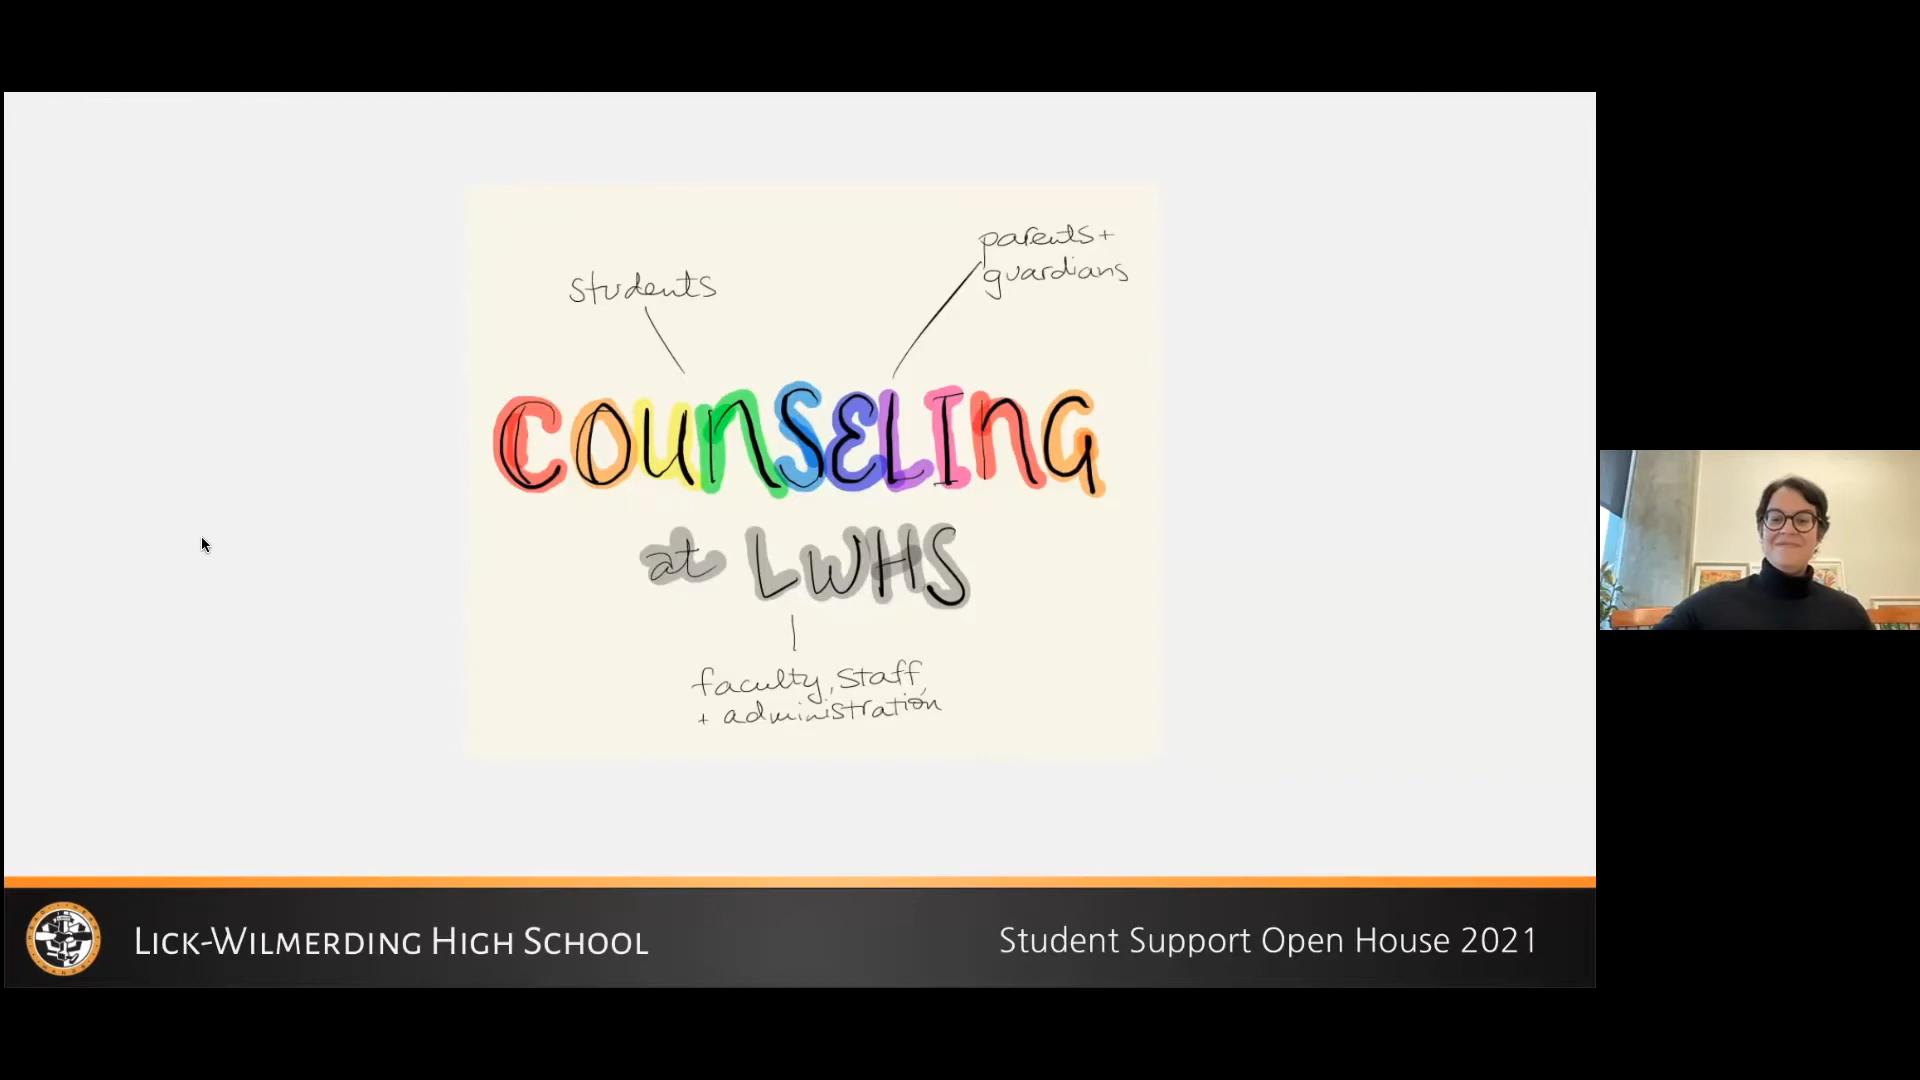 students
parents +
guardians
COUNSELING
at LWHS
faculty, staff,
+ administration
LICK-WILMERDING HIGH SCHOOL
Student Support Open House 2021